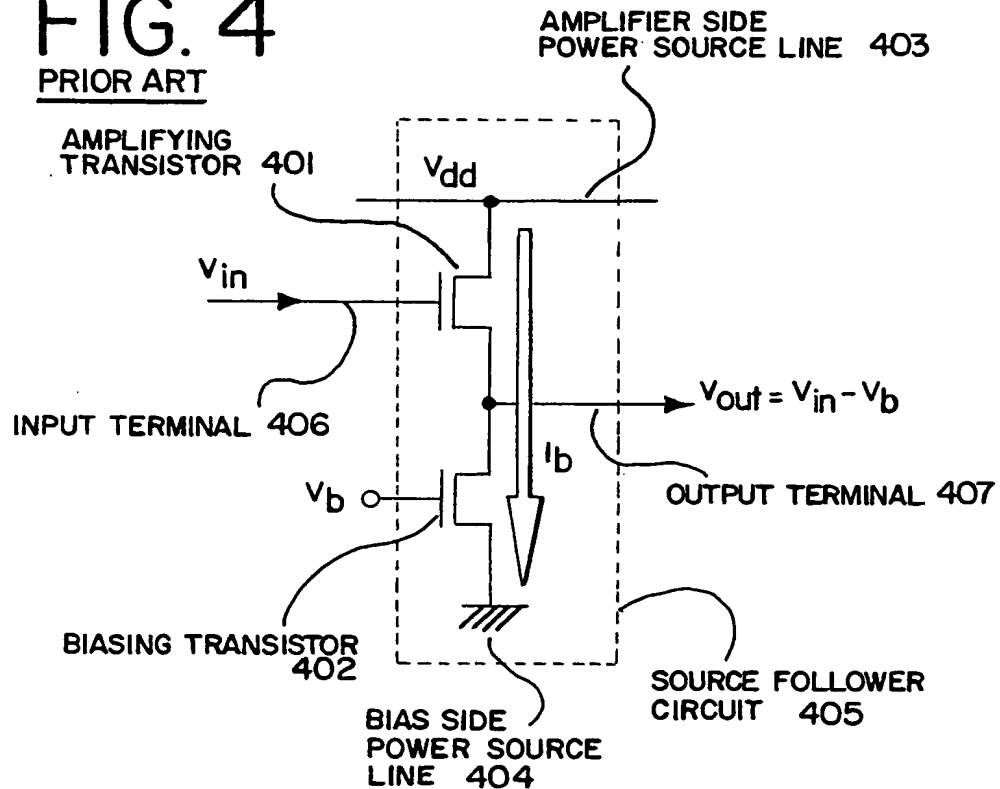 FIG. 4
PRIOR ART
AMPLIFIER SIDE
POWER SOURCE LINE 403
AMPLIFYING
TRANSISTOR 401
Vdd
Vin
INPUT TERMINAL 406
Vout = Vin - Vb
Ib
OUTPUT TERMINAL 407
Vb
BIASING TRANSISTOR
402
SOURCE FOLLOWER
CIRCUIT 405
BIAS SIDE
POWER SOURCE
LINE 404